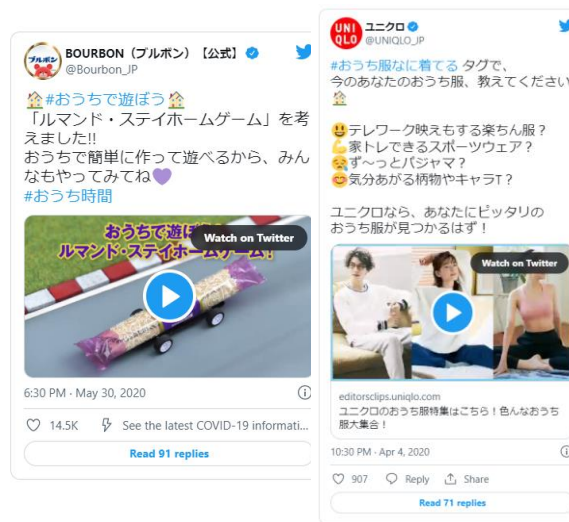 ブルボン
BOURBON（ブルボン）【公式】
@Bourbon_JP
🏠#おうちで遊ぼう🏠
「ルマンド・ステイホームゲーム」を考
えました!!
おうちで簡単に作って遊べるから、みん
なもやってみてね💜
#おうち時間
おうちで遊ぼ
ルマンド・ステイホームゲーム！
Watch on Twitter
6:30 PM · May 30, 2020
14.5K
See the latest COVID-19 informati...
Read 91 replies
UNI
QLO
ユニクロ
@UNIQLO_JP
#おうち服なに着てる タグで、
今のあなたのおうち服、教えてください
🏠
😃テレワーク映えもする楽ちん服？
💪家トレできるスポーツウェア？
😪ず〜っとパジャマ？
😊気分あがる柄物やキャラT？
ユニクロなら、あなたにピッタリの
おうち服が見つかるはず！
Watch on Twitter
editorsclips.uniqlo.com
ユニクロのおうち服特集はこちら！色んなおうち
服大集合！
10:30 PM · Apr 4, 2020
907
Reply
Share
Read 71 replies